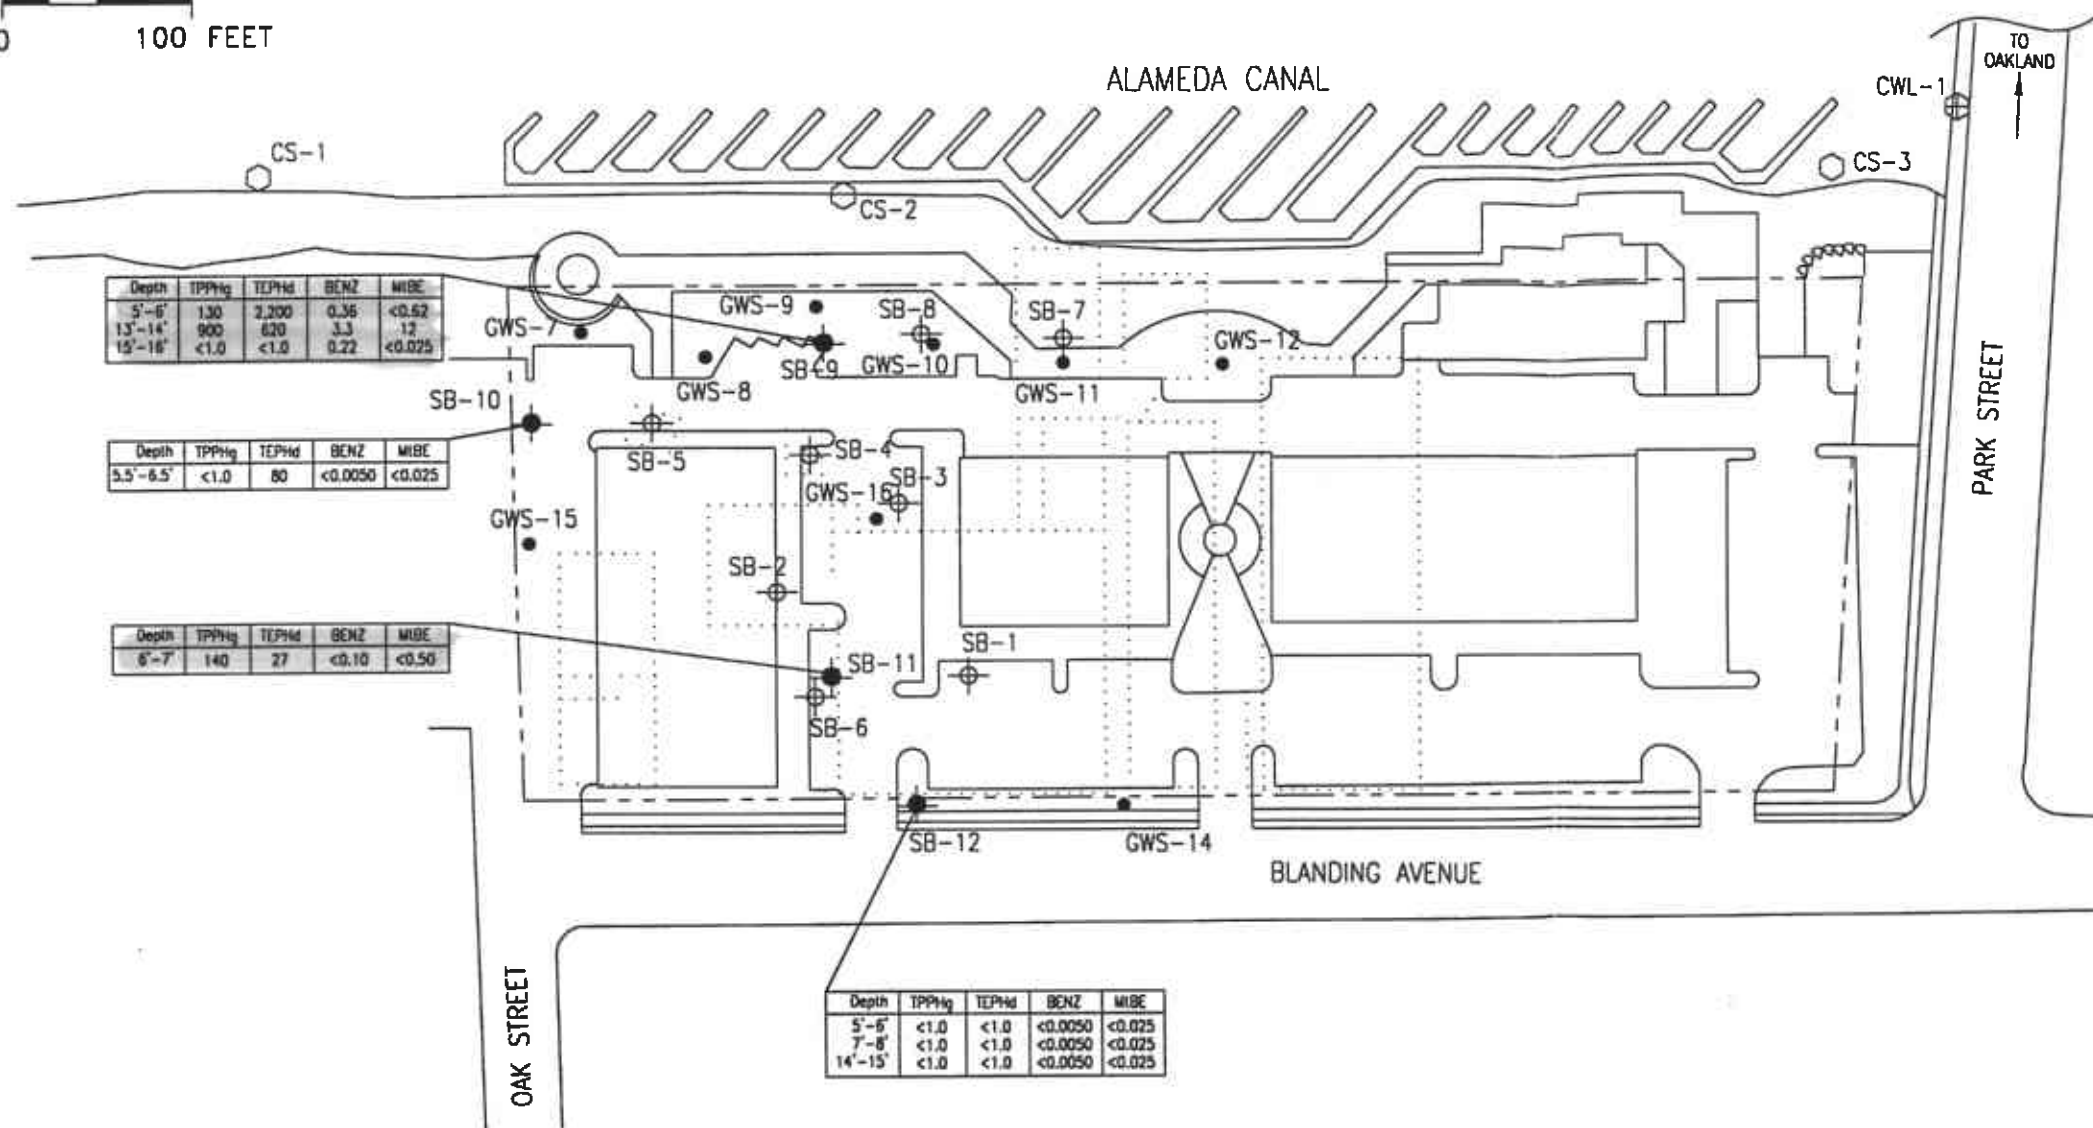 0 100 FEET
TO
OAKLAND
ALAMEDA CANAL
CWL-1
CS-1
CS-3
CS-2
Depth TPPHg TEPHd BENZ MtBE
5'-6' 130 2,200 0.36 <0.62
13'-14' 900 620 3.3 12
15'-16' <1.0 <1.0 0.22 <0.025
GWS-9
SB-8
SB-7
GWS-7
GWS-12
SB-9
GWS-10
GWS-8
GWS-11
SB-10
PARK STREET
Depth TPPHg TEPHd BENZ MtBE
5.5'-6.5' <1.0 80 <0.0050 <0.025
SB-5
SB-4
SB-3
GWS-16
GWS-15
SB-2
Depth TPPHg TEPHd BENZ MtBE
6'-7' 140 27 <0.10 <0.50
SB-1
SB-11
SB-6
SB-12
GWS-14
BLANDING AVENUE
OAK STREET
Depth TPPHg TEPHd BENZ MtBE
5'-6' <1.0 <1.0 <0.0050 <0.025
7'-8' <1.0 <1.0 <0.0050 <0.025
14'-15' <1.0 <1.0 <0.0050 <0.025